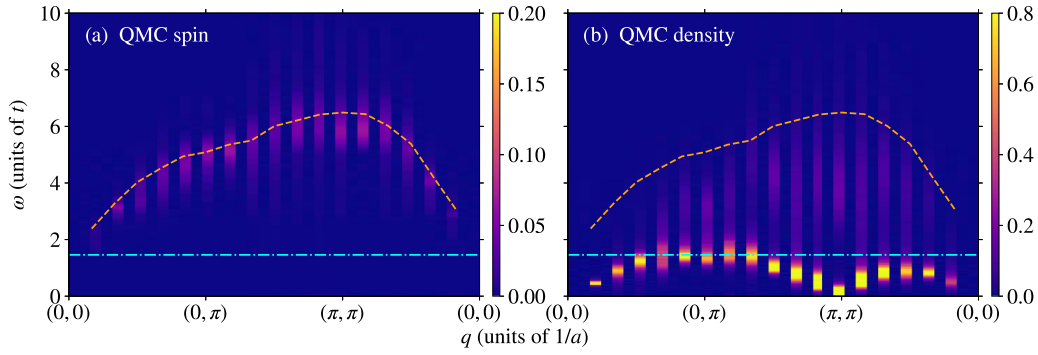 (a) QMC spin
(b) QMC density
ω (units of t)
10
8
6
4
2
0
(0, 0)
(0, π)
(π, π)
(0, 0)
0.20
0.15
0.10
0.05
0.00
(0, 0)
(0, π)
(π, π)
(0, 0)
0.8
0.6
0.4
0.2
0.0
q (units of 1/a)